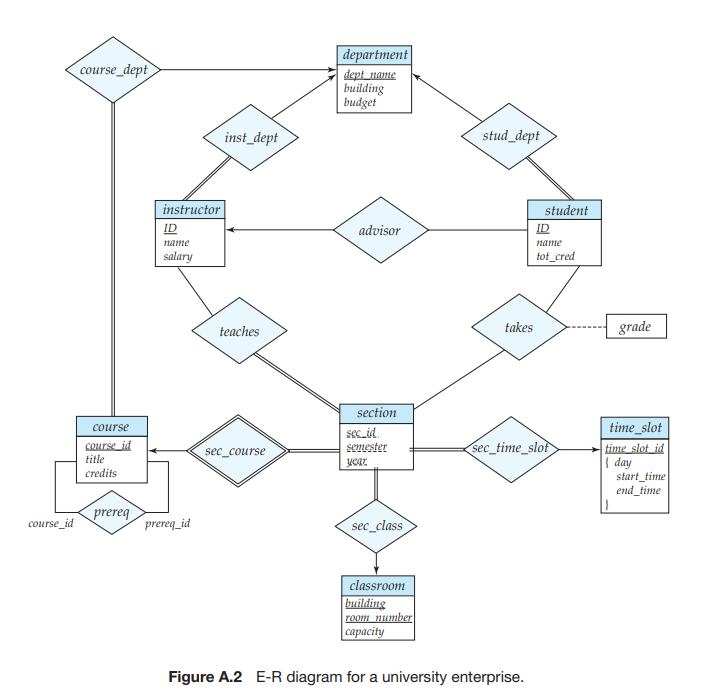 department
course_dept
dept_name
building
budget
inst_dept
stud_dept
instructor
student
ID
name
salary
advisor
ID
name
tot_cred
teaches
takes
grade
section
sec_id
semester
year
course
course_id
title
credits
sec_course
sec_time_slot
time_slot
time_slot_id
{ day
start_time
end_time
}
prereq
course_id
prereq_id
sec_class
classroom
building
room_number
capacity
Figure A.2 E-R diagram for a university enterprise.